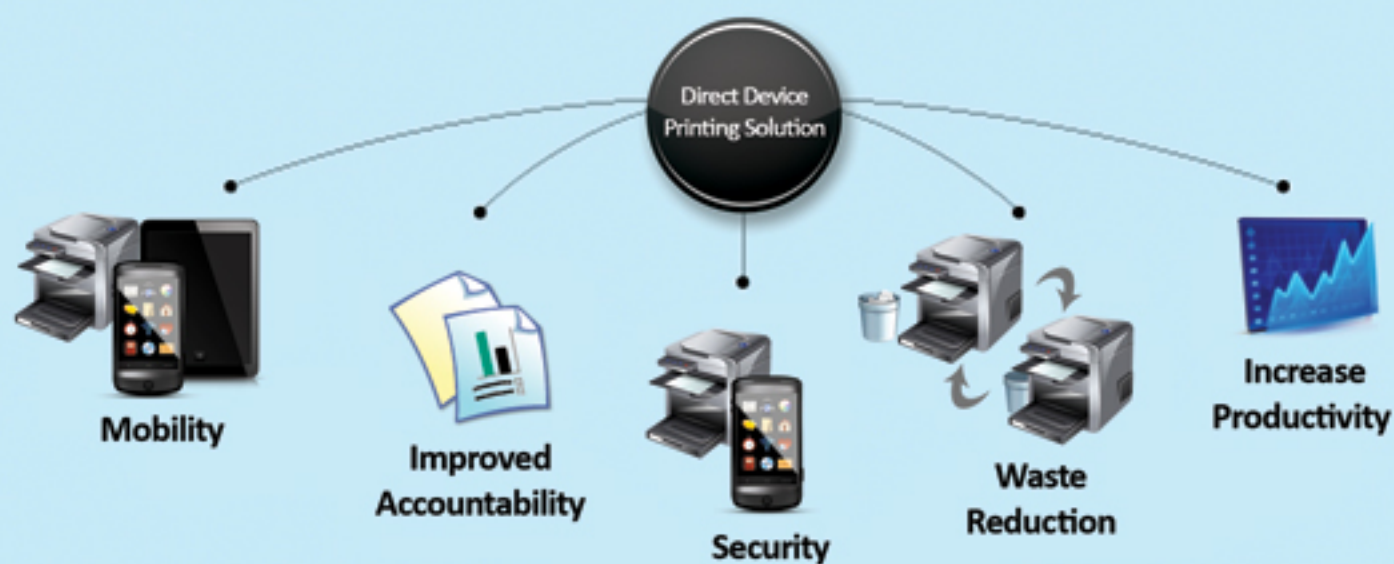 Direct Device
Printing Solution
Mobility
Improved
Accountability
Security
Waste
Reduction
Increase
Productivity